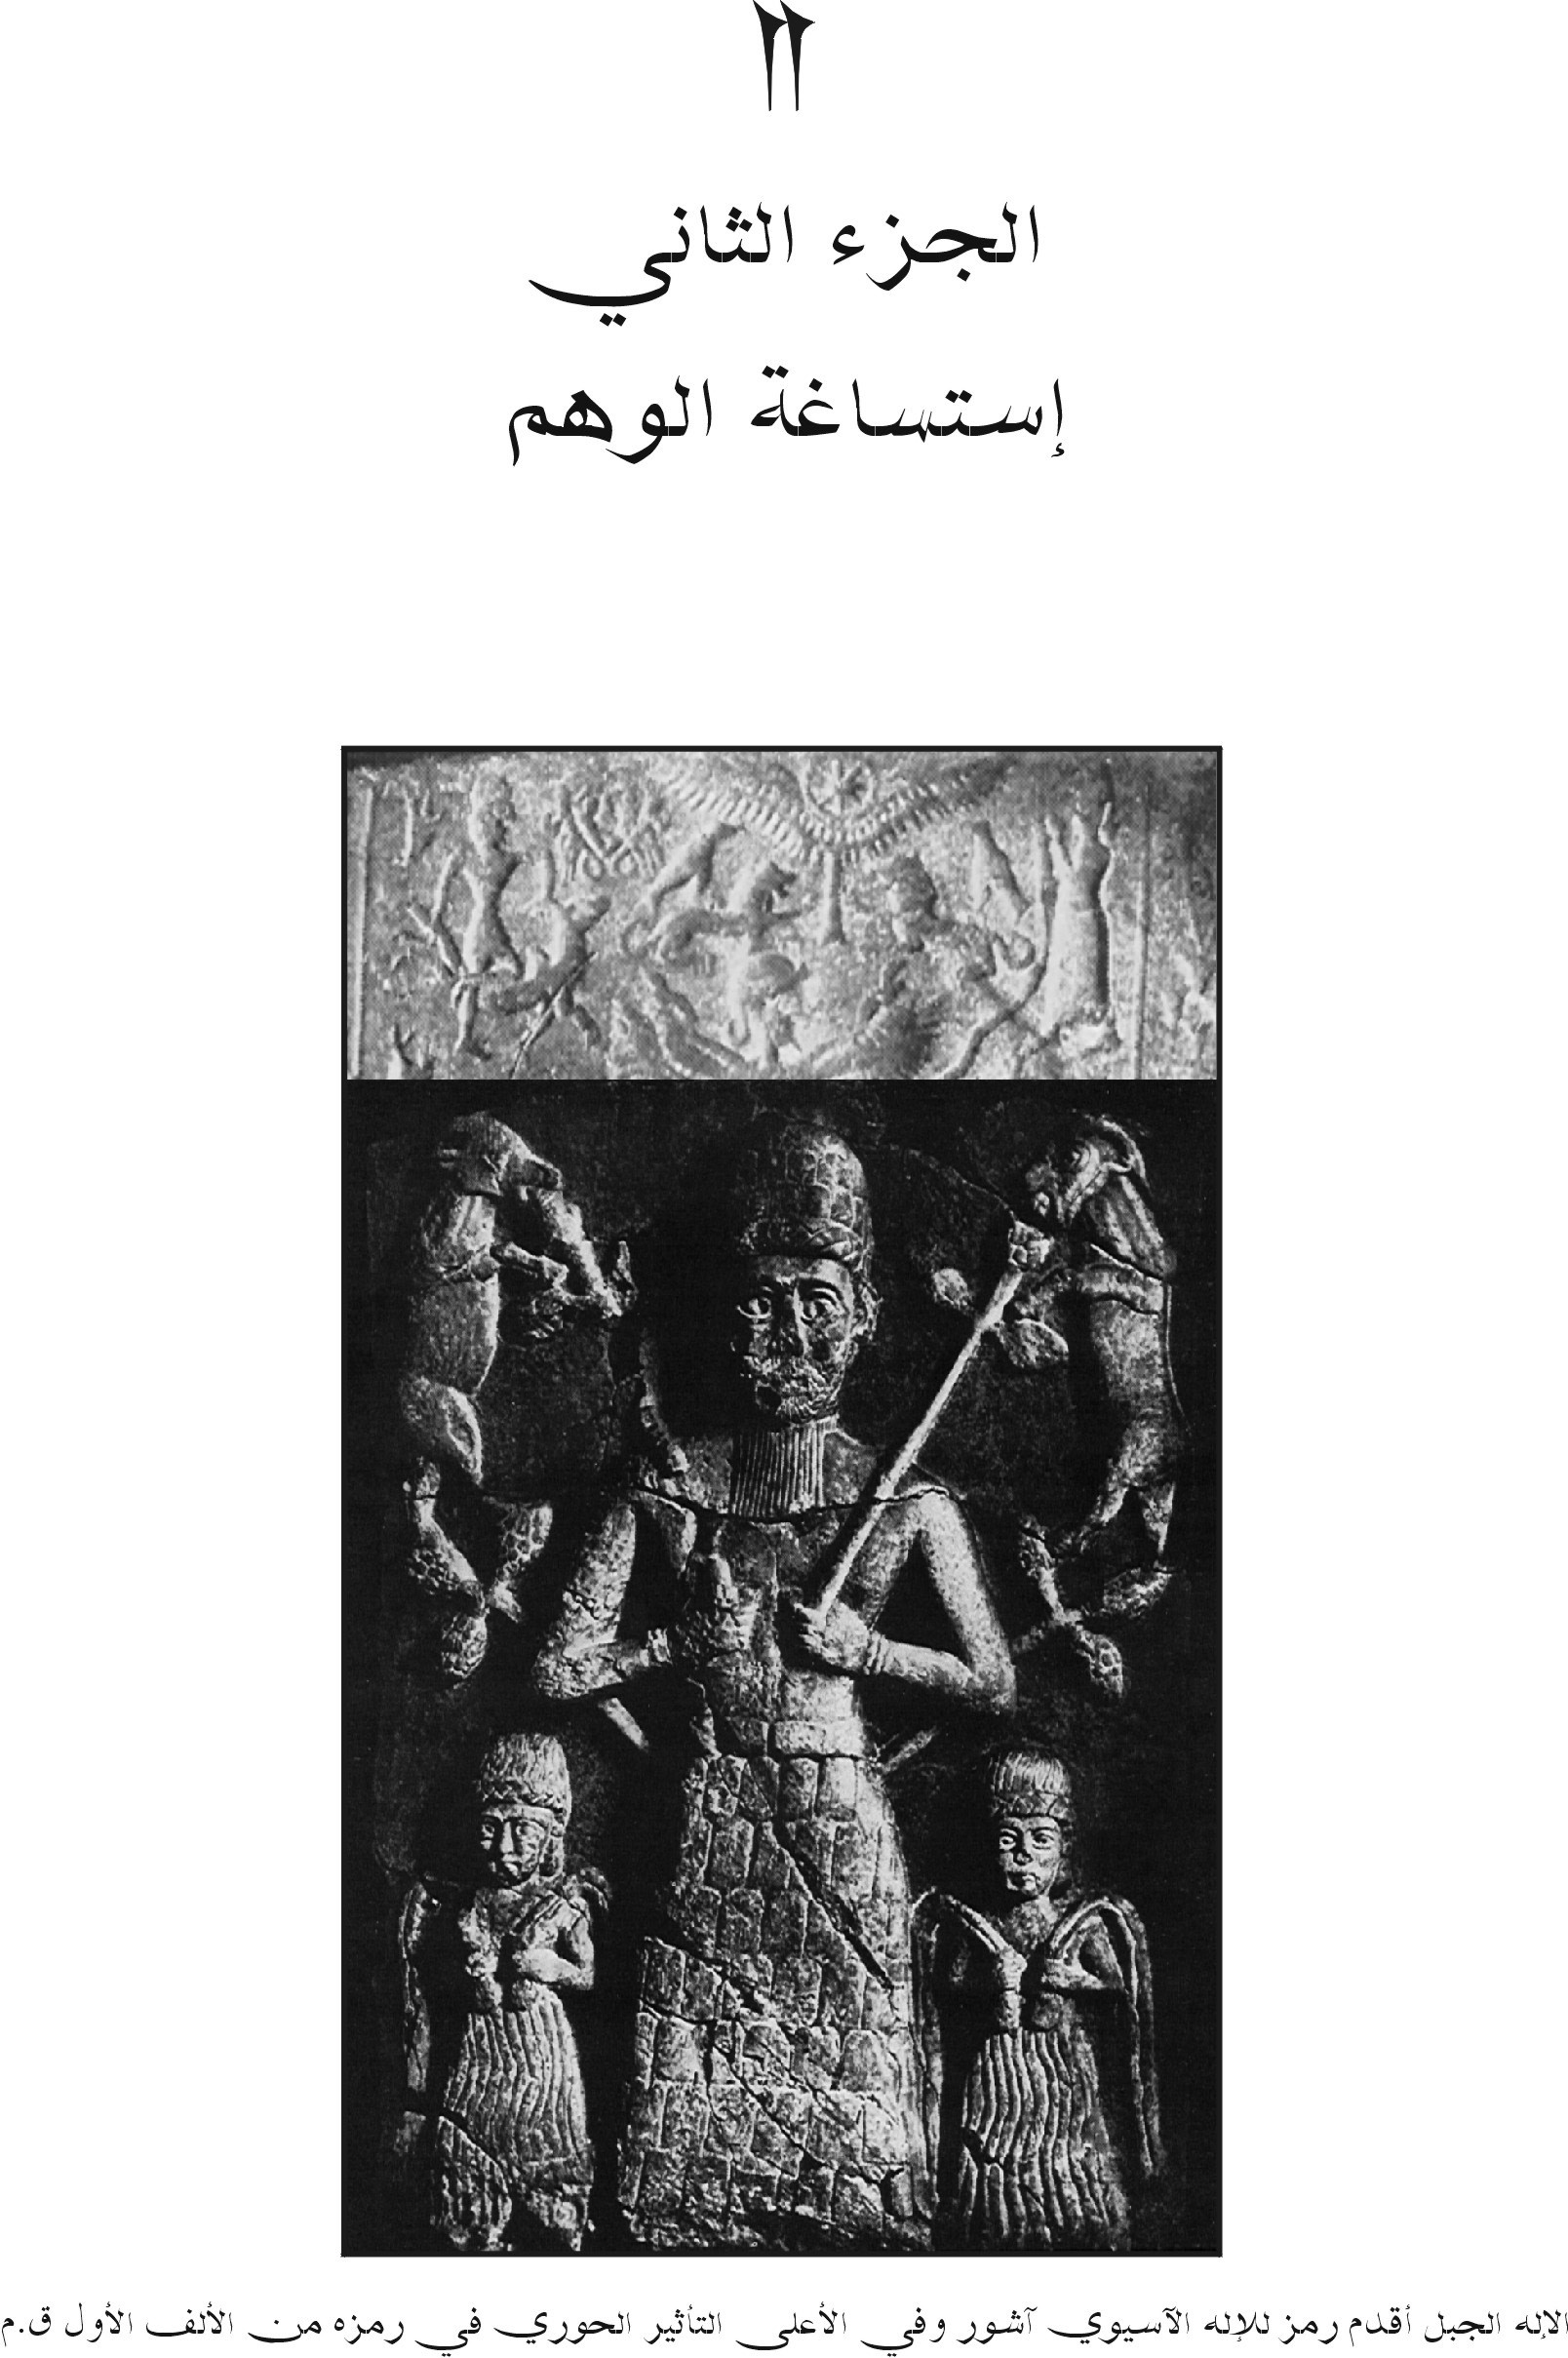 الجزء الثاني
إستساغة الوهم
الإله الجبل أقدم رمز للإله الآسيوي آشور وفي الأعلى التأثير الحوري في رمزه من الألف الأول ق.م